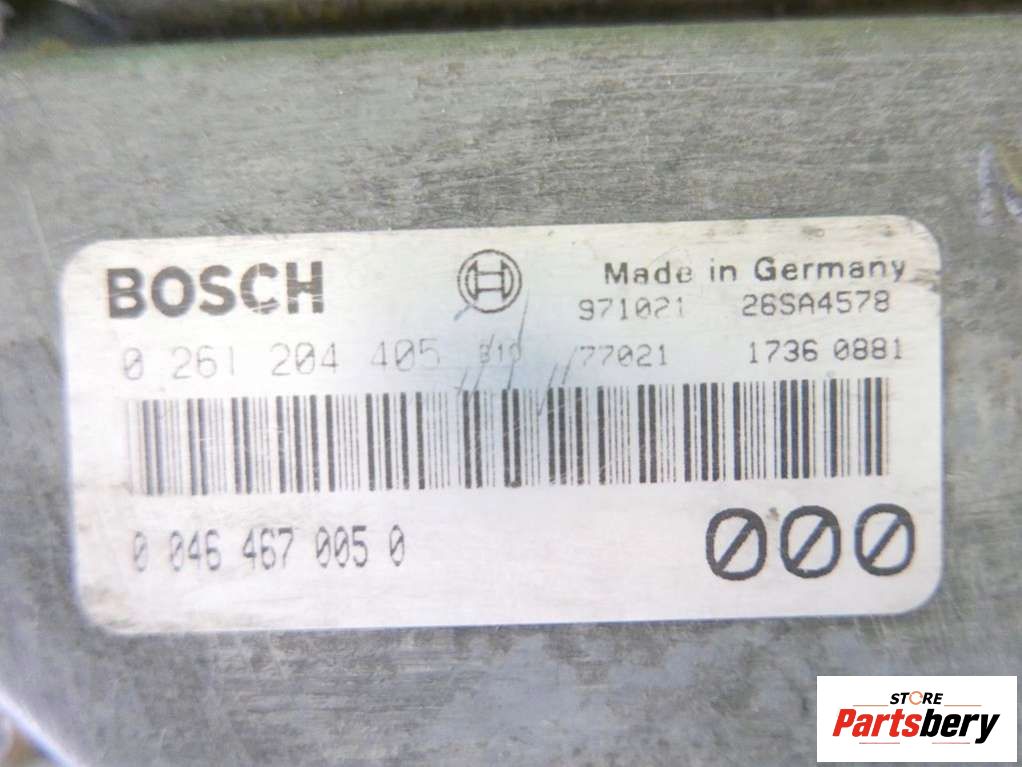 BOSCH
Made in Germany
971021 26SA4578
0 261 204 405 77021 1736 0881
0 046 467 005 0
000
STORE
Partsbery